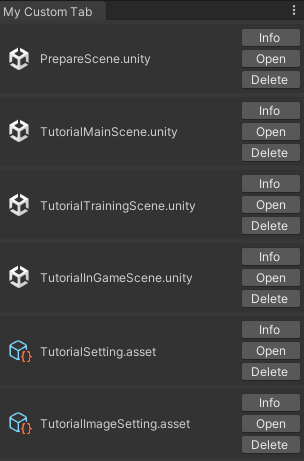 My Custom Tab
Info
PrepareScene.unity
Open
Delete
Info
TutorialMainScene.unity
Open
Delete
Info
TutorialTrainingScene.unity
Open
Delete
Info
TutorialInGameScene.unity
Open
Delete
Info
TutorialSetting.asset
Open
Delete
Info
TutorialImageSetting.asset
Open
Delete